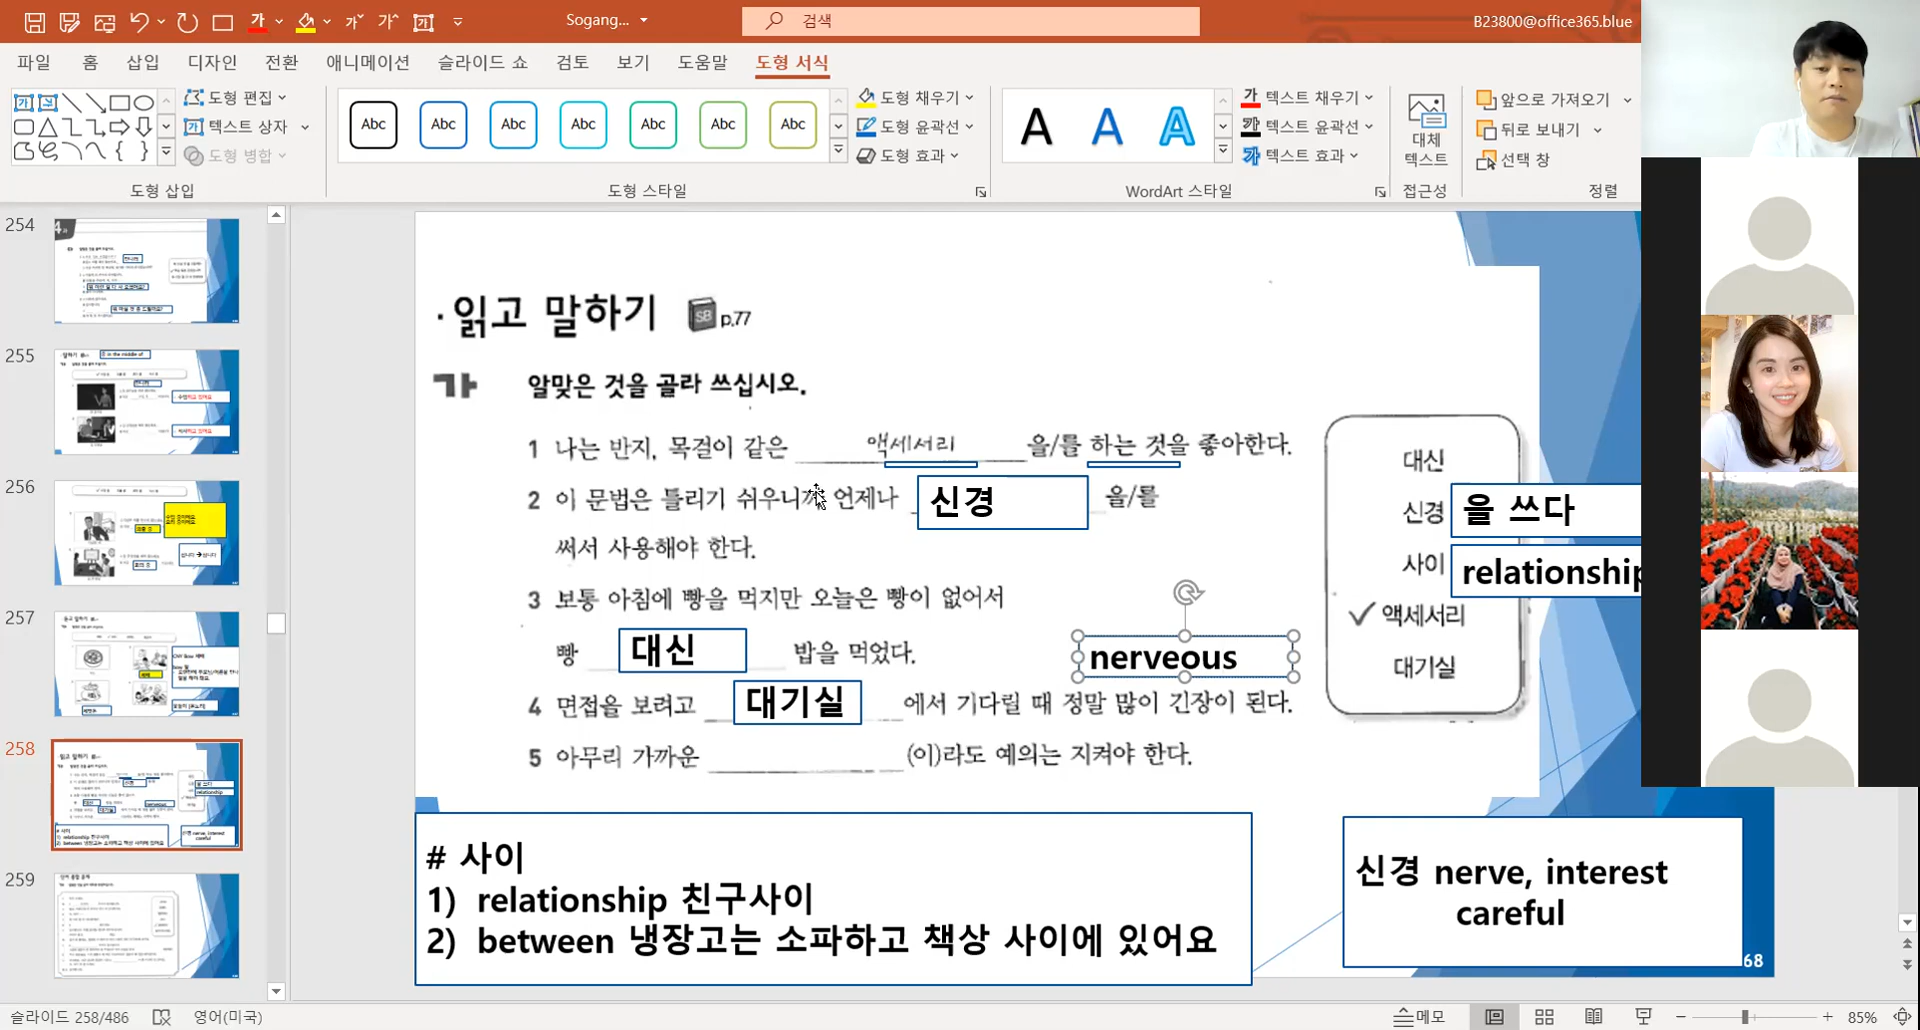 Sogang...
검색
B23800@office365.blue
파일 홈 삽입 디자인 전환 애니메이션 슬라이드 쇼 검토 보기 도움말 도형 서식
도형 편집
텍스트 상자
도형 병합
도형 삽입
Abc Abc Abc Abc Abc Abc Abc
도형 채우기
도형 윤곽선
도형 효과
도형 스타일
A A A
텍스트 채우기
텍스트 윤곽선
텍스트 효과
WordArt 스타일
대체
텍스트
접근성
앞으로 가져오기
뒤로 보내기
선택 창
정렬
254
255
256
257
258
259
· 읽고 말하기 SB p.77
가 알맞은 것을 골라 쓰십시오.
1 나는 반지, 목걸이 같은 액세서리 을/를 하는 것을 좋아한다.
2 이 문법은 틀리기 쉬우니까 언제나 신경 을/를
써서 사용해야 한다.
3 보통 아침에 빵을 먹지만 오늘은 빵이 없어서
빵 대신 밥을 먹었다.
nerveous
4 면접을 보려고 대기실 에서 기다릴 때 정말 많이 긴장이 된다.
5 아무리 가까운 (이)라도 예의는 지켜야 한다.
대신
신경 을 쓰다
사이 relationship
✓ 액세서리
대기실
# 사이
1) relationship 친구사이
2) between 냉장고는 소파하고 책상 사이에 있어요
신경 nerve, interest
careful
68
슬라이드 258/486 영어(미국)
메모
85%